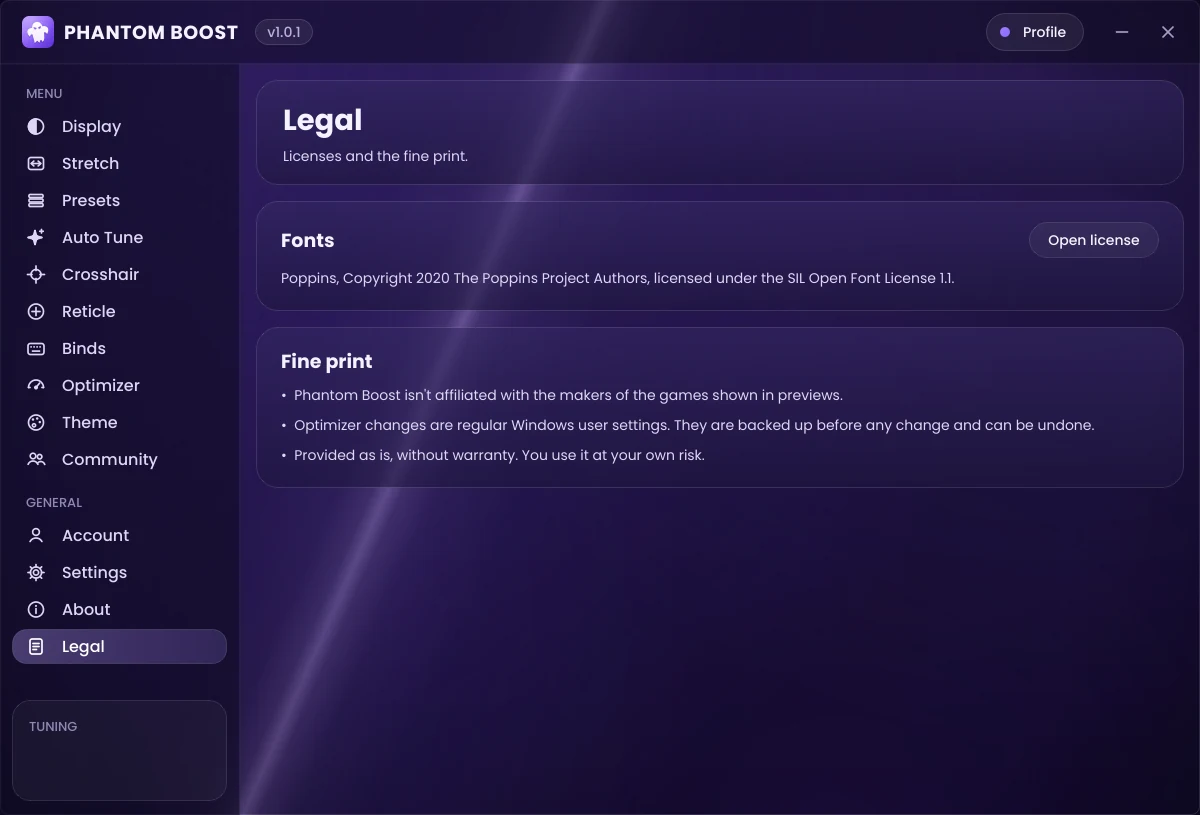 PHANTOM BOOST
v1.0.1
Profile
MENU
Display
Stretch
Presets
Auto Tune
Crosshair
Reticle
Binds
Optimizer
Theme
Community
GENERAL
Account
Settings
About
Legal
TUNING
Legal
Licenses and the fine print.
Fonts
Open license
Poppins, Copyright 2020 The Poppins Project Authors, licensed under the SIL Open Font License 1.1.
Fine print
• Phantom Boost isn't affiliated with the makers of the games shown in previews.
• Optimizer changes are regular Windows user settings. They are backed up before any change and can be undone.
• Provided as is, without warranty. You use it at your own risk.